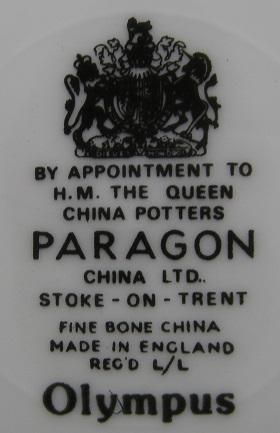 BY APPOINTMENT TO
H.M. THE QUEEN
CHINA POTTERS
PARAGON
CHINA LTD..
STOKE-ON-TRENT
FINE BONE CHINA
MADE IN ENGLAND
REG'D L/L
Olympus